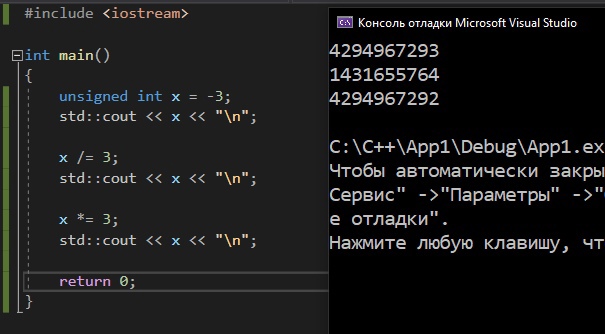 #include <iostream>
int main()
{
unsigned int x = -3;
std::cout << x << "\n";
x /= 3;
std::cout << x << "\n";
x *= 3;
std::cout << x << "\n";
return 0;
}
Консоль отладки Microsoft Visual Studio
4294967293
1431655764
4294967292
C:\C++\App1\Debug\App1.ex
Чтобы автоматически закры
Сервис" ->"Параметры" ->"
е отладки".
Нажмите любую клавишу, чт